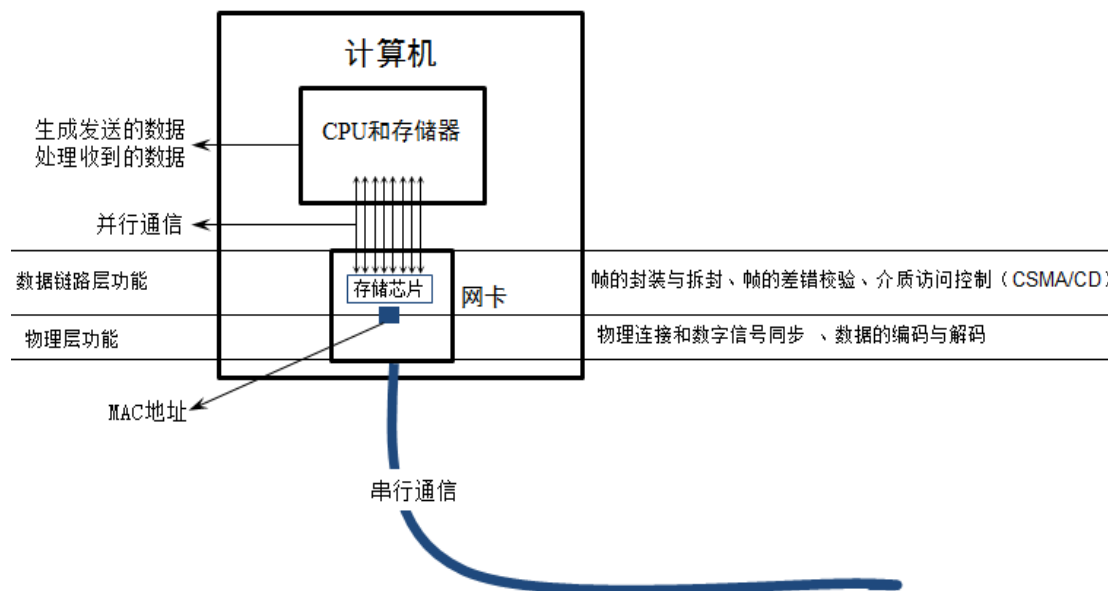 计算机
CPU和存储器
生成发送的数据
处理收到的数据
并行通信
数据链路层功能
存储芯片
网卡
帧的封装与拆封、帧的差错校验、介质访问控制（CSMA/CD）
物理层功能
物理连接和数字信号同步 、数据的编码与解码
MAC地址
串行通信